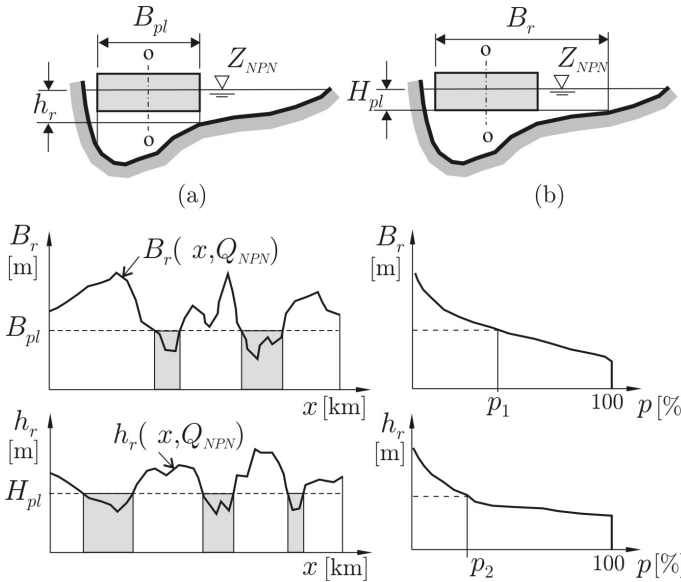 B_pl
B_r
o
Z_NPN
o
Z_NPN
h_r
H_pl
o
o
(a)
(b)
B_r
[m]
B_r( x,Q_NPN)
B_pl
x [km]
B_r
[m]
p_1
100
p [%]
h_r
[m]
h_r( x,Q_NPN)
H_pl
x [km]
h_r
[m]
p_2
100
p [%]